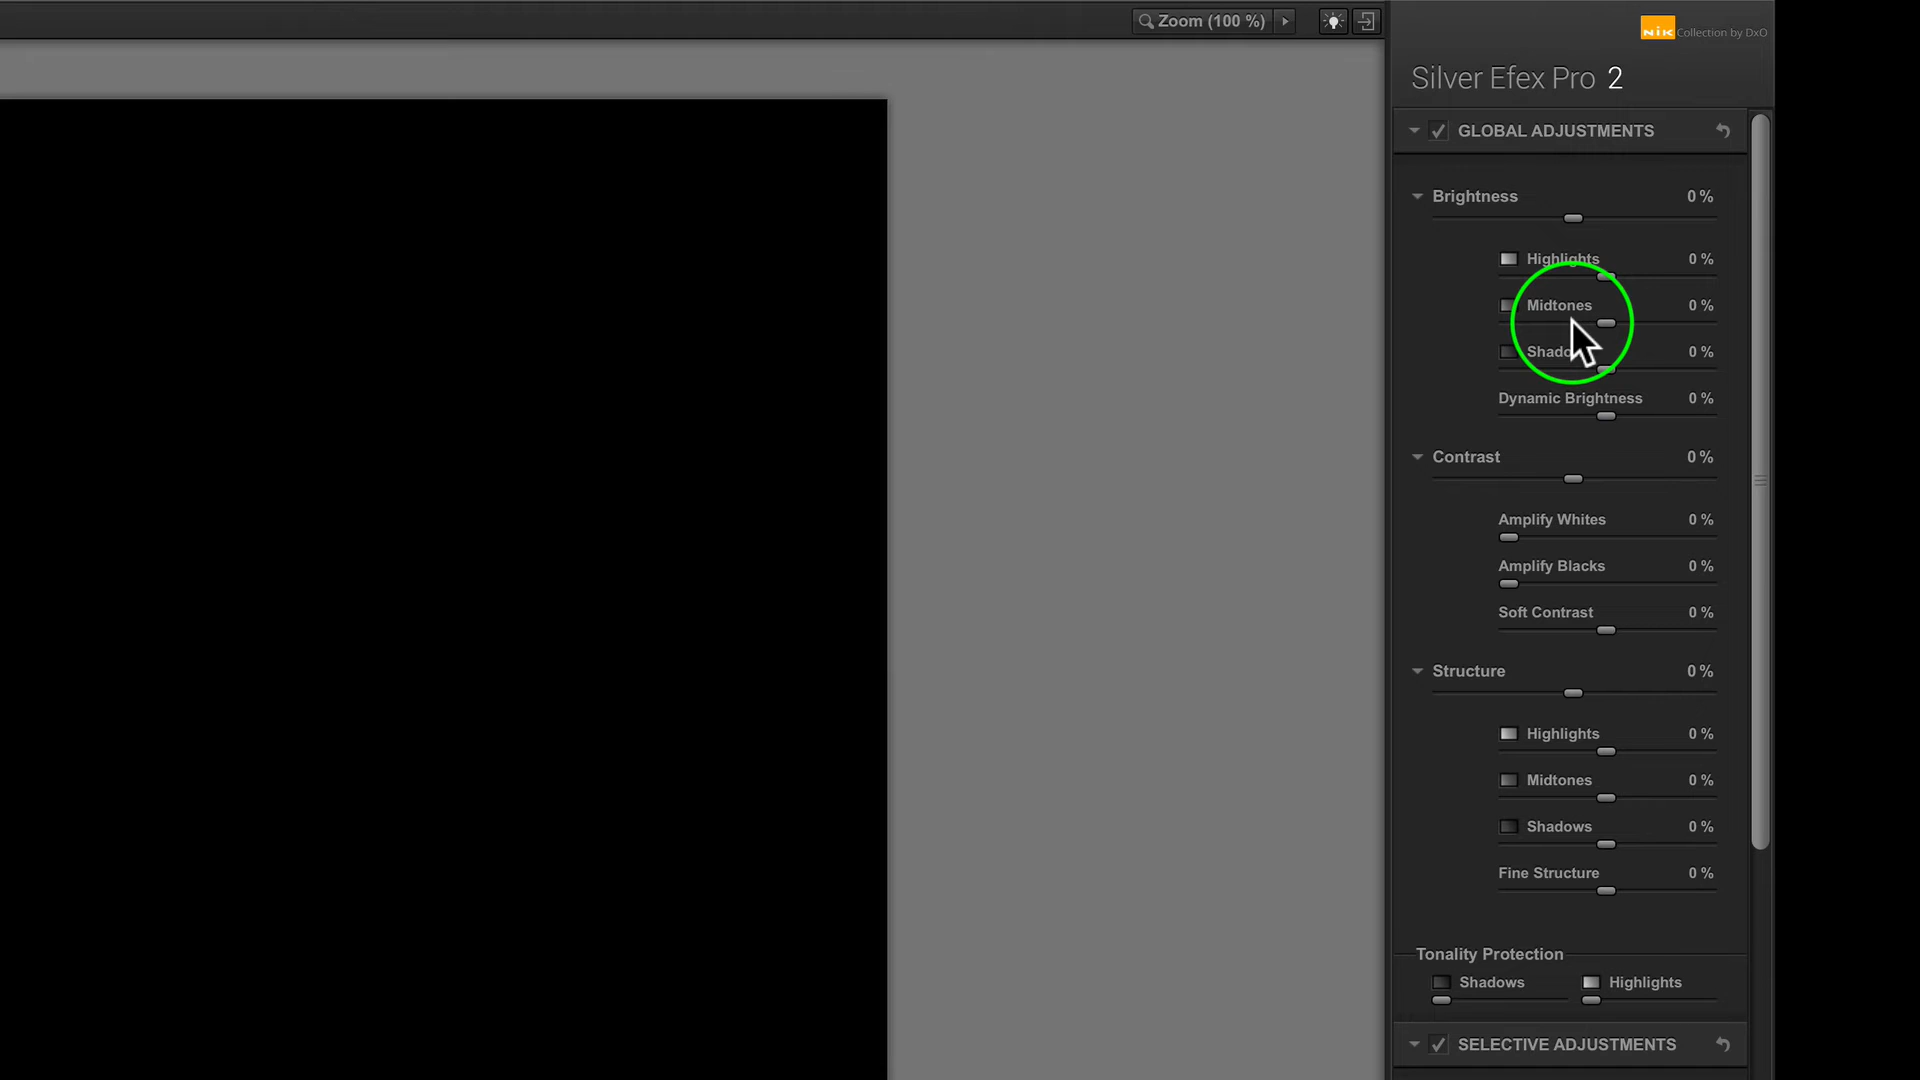 Zoom (100 %)
Nik Collection by DxO
Silver Efex Pro 2
GLOBAL ADJUSTMENTS
Brightness 0 %
Highlights 0 %
Midtones 0 %
Shado 0 %
Dynamic Brightness 0 %
Contrast 0 %
Amplify Whites 0 %
Amplify Blacks 0 %
Soft Contrast 0 %
Structure 0 %
Highlights 0 %
Midtones 0 %
Shadows 0 %
Fine Structure 0 %
Tonality Protection
Shadows Highlights
SELECTIVE ADJUSTMENTS